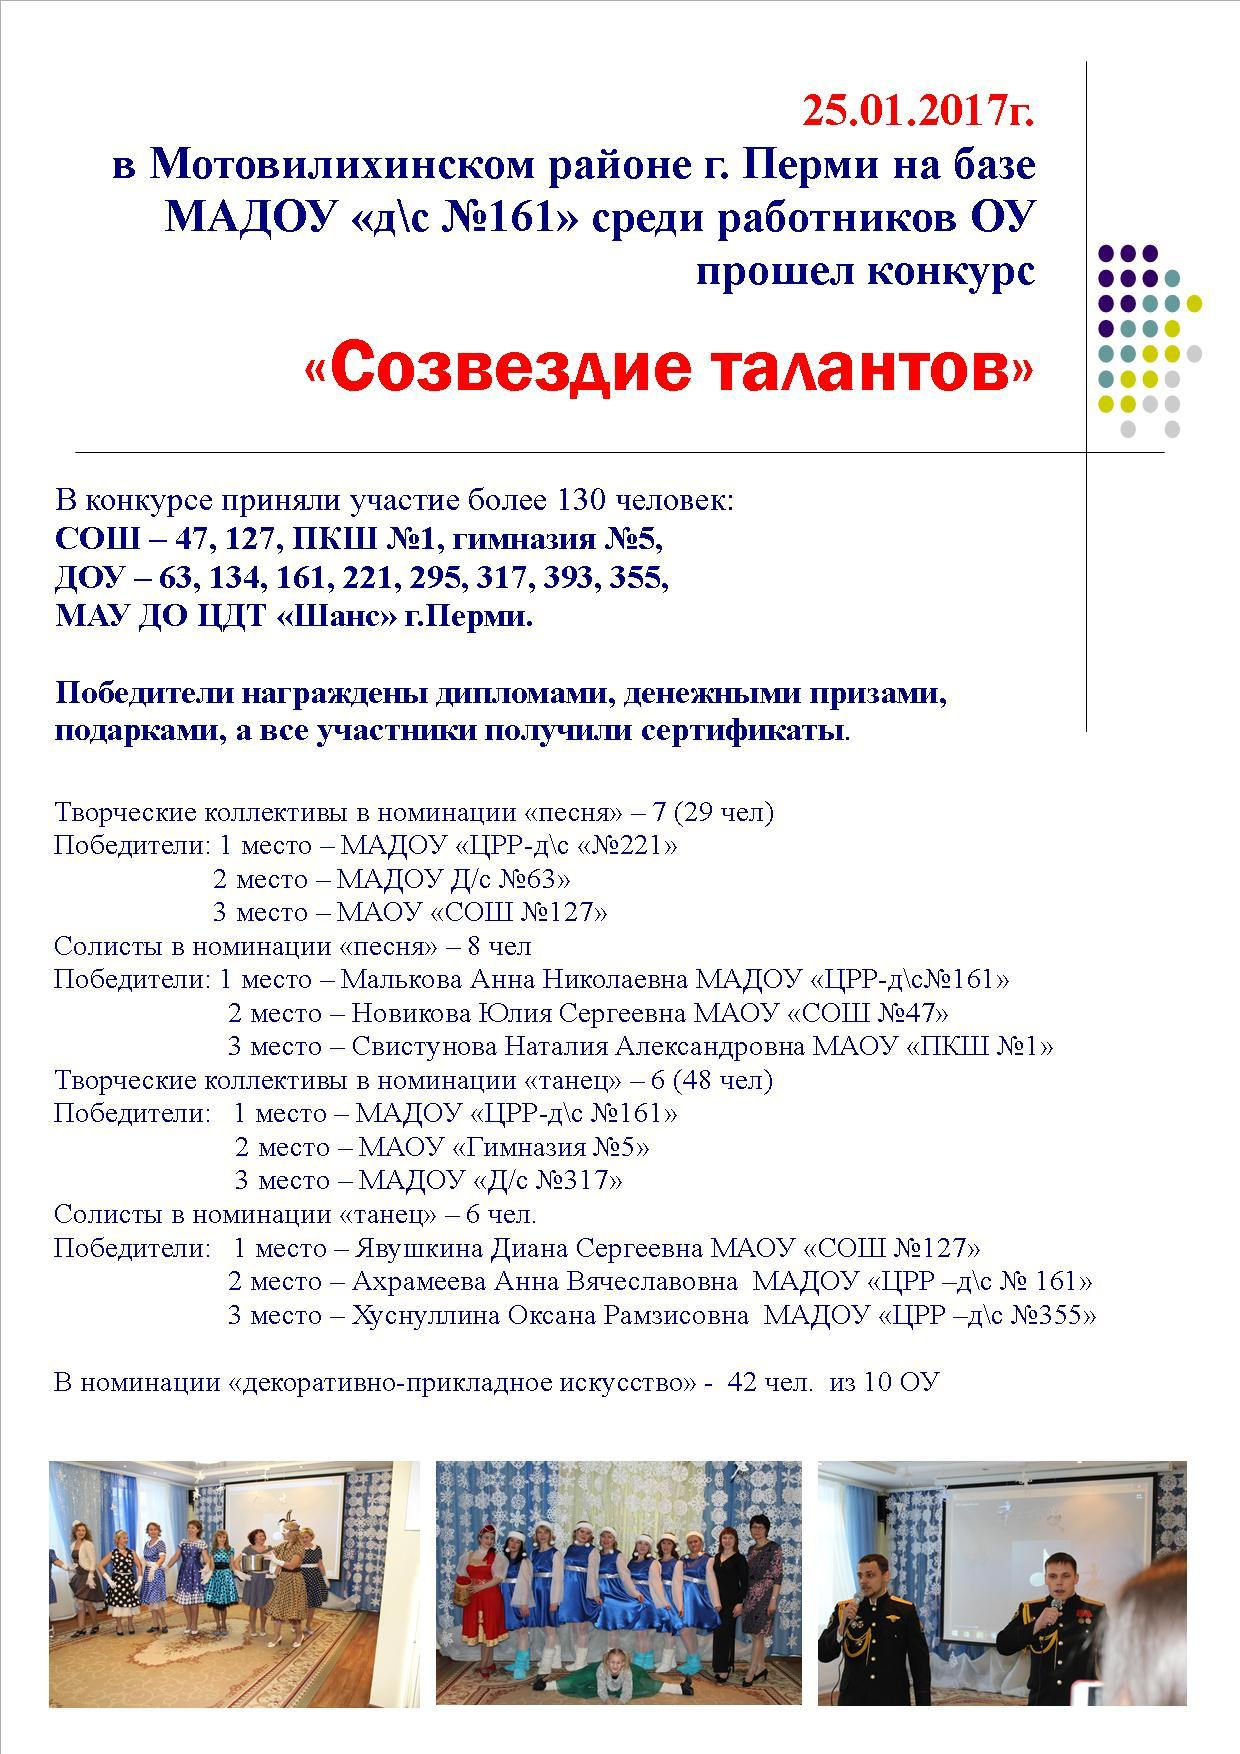 25.01.2017г.
в Мотовилихинском районе г. Перми на базе
МАДОУ «д\с №161» среди работников ОУ
прошел конкурс
«Созвездие талантов»
В конкурсе приняли участие более 130 человек:
СОШ – 47, 127, ПКШ №1, гимназия №5,
ДОУ – 63, 134, 161, 221, 295, 317, 393, 355,
МАУ ДО ЦДТ «Шанс» г.Перми.
Победители награждены дипломами, денежными призами,
подарками, а все участники получили сертификаты.
Творческие коллективы в номинации «песня» – 7 (29 чел)
Победители: 1 место – МАДОУ «ЦРР-д\с «№221»
2 место – МАДОУ Д/с №63»
3 место – МАОУ «СОШ №127»
Солисты в номинации «песня» – 8 чел
Победители: 1 место – Малькова Анна Николаевна МАДОУ «ЦРР-д\с№161»
2 место – Новикова Юлия Сергеевна МАОУ «СОШ №47»
3 место – Свистунова Наталия Александровна МАОУ «ПКШ №1»
Творческие коллективы в номинации «танец» – 6 (48 чел)
Победители: 1 место – МАДОУ «ЦРР-д\с №161»
2 место – МАОУ «Гимназия №5»
3 место – МАДОУ «Д/с №317»
Солисты в номинации «танец» – 6 чел.
Победители: 1 место – Явушкина Диана Сергеевна МАОУ «СОШ №127»
2 место – Ахрамеева Анна Вячеславовна МАДОУ «ЦРР –д\с № 161»
3 место – Хуснуллина Оксана Рамзисовна МАДОУ «ЦРР –д\с №355»
В номинации «декоративно-прикладное искусство» - 42 чел. из 10 ОУ